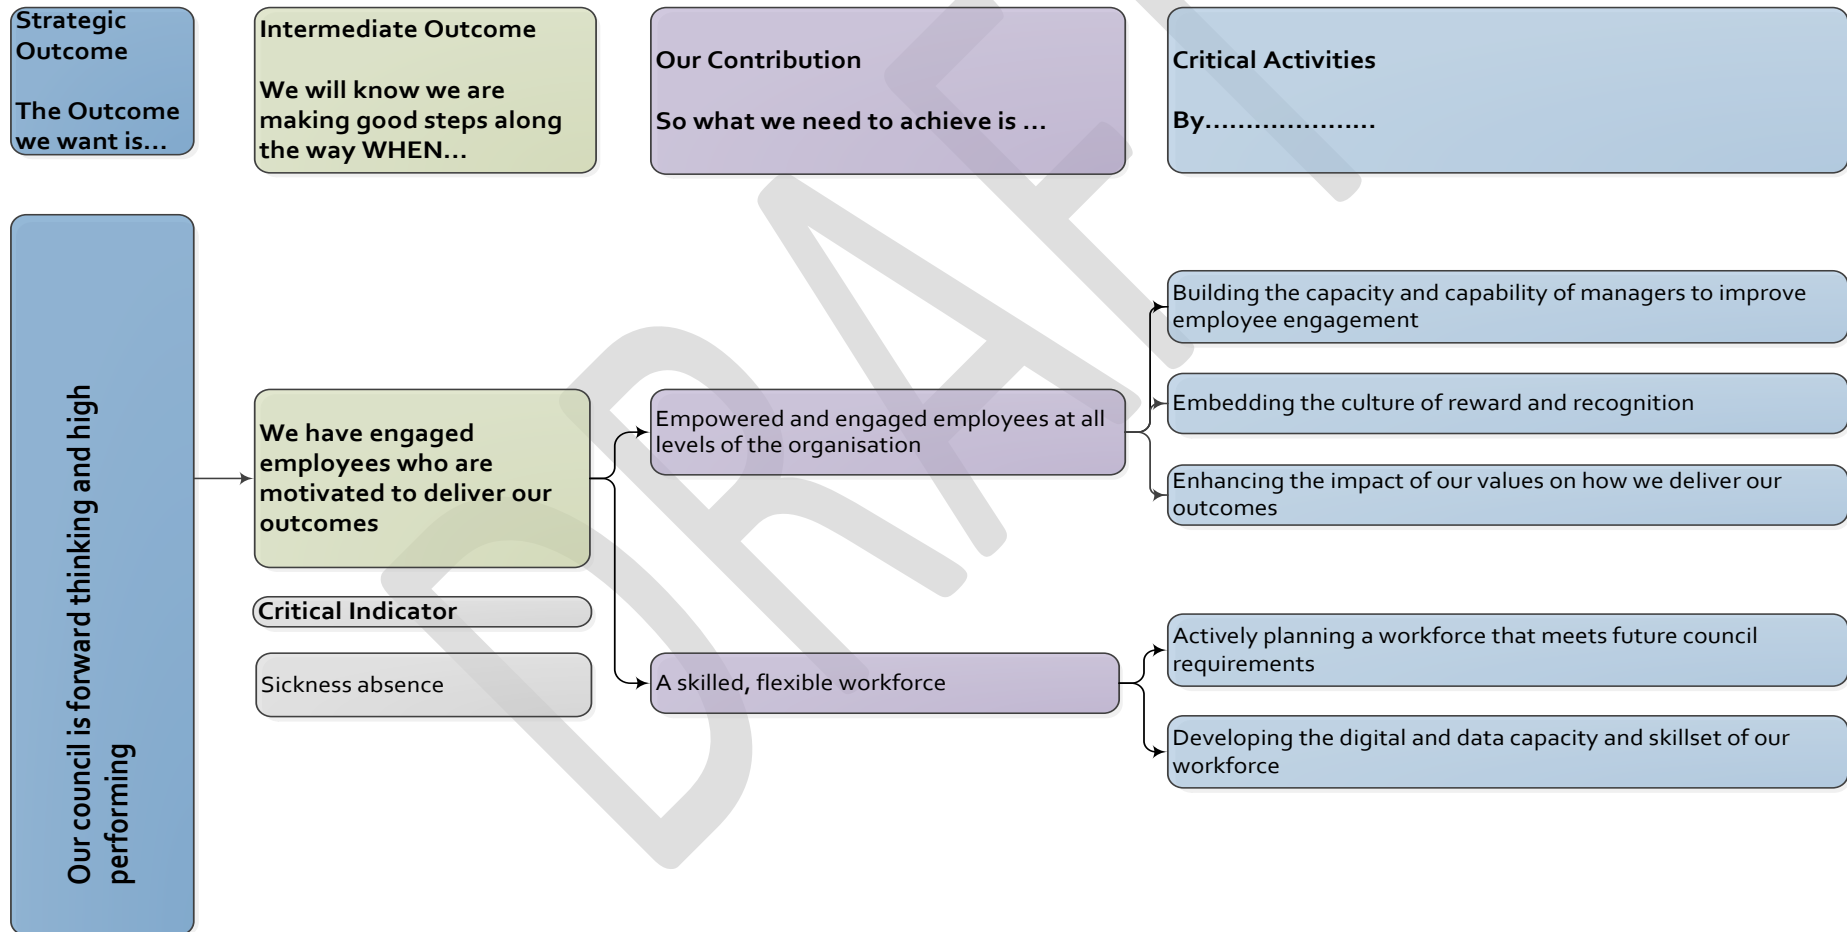 Strategic
Outcome
The Outcome
we want is...
Intermediate Outcome
We will know we are
making good steps along
the way WHEN...
Our Contribution
So what we need to achieve is ...
Critical Activities
By....................
Our council is forward thinking and high
performing
We have engaged
employees who are
motivated to deliver our
outcomes
Critical Indicator
Sickness absence
Empowered and engaged employees at all
levels of the organisation
A skilled, flexible workforce
Building the capacity and capability of managers to improve
employee engagement
Embedding the culture of reward and recognition
Enhancing the impact of our values on how we deliver our
outcomes
Actively planning a workforce that meets future council
requirements
Developing the digital and data capacity and skillset of our
workforce
DRAFT